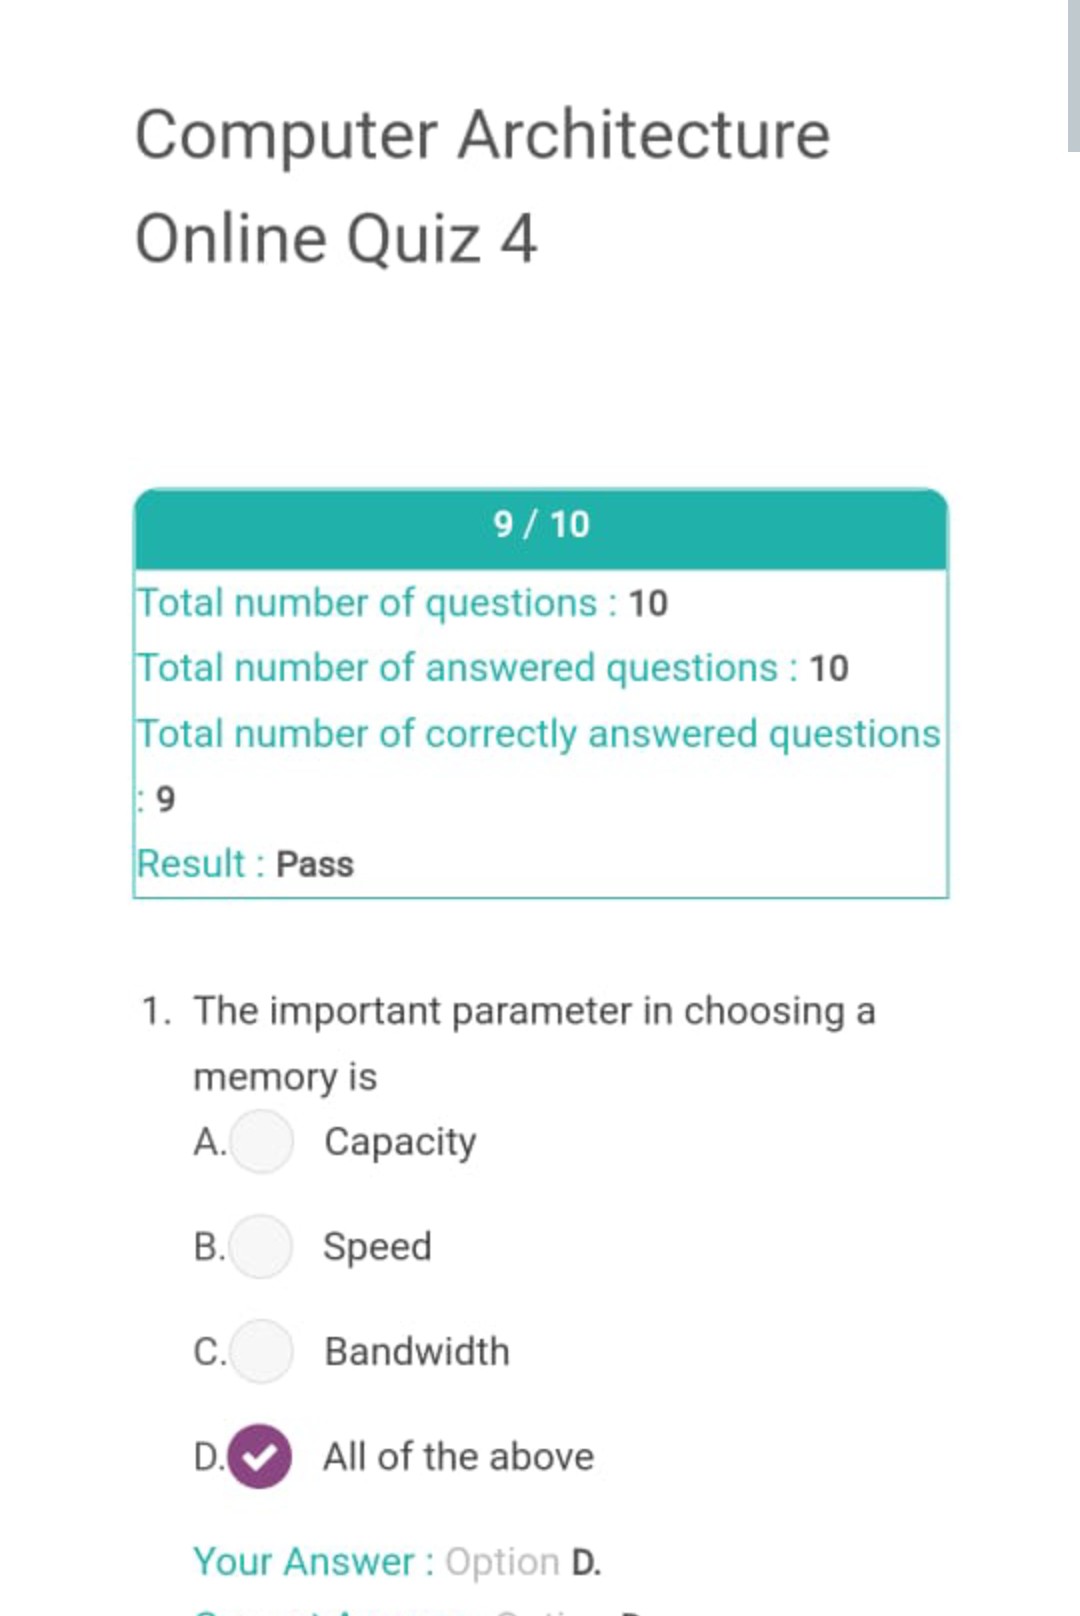 Computer Architecture
Online Quiz 4
9 / 10
Total number of questions : 10
Total number of answered questions : 10
Total number of correctly answered questions
: 9
Result : Pass
1. The important parameter in choosing a
memory is
A. Capacity
B. Speed
C. Bandwidth
D. All of the above
Your Answer : Option D.